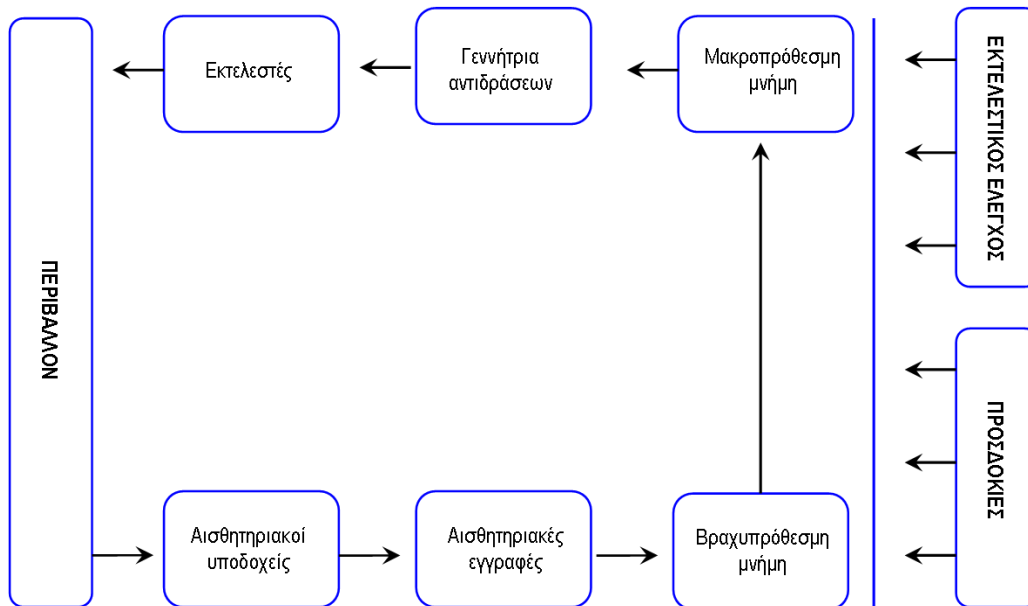 ΠΕΡΙΒΑΛΛΟΝ
Εκτελεστές
Γεννήτρια
αντιδράσεων
Μακροπρόθεσμη
μνήμη
ΕΚΤΕΛΕΣΤΙΚΟΣ ΕΛΕΓΧΟΣ
Αισθητηριακοί
υποδοχείς
Αισθητηριακές
εγγραφές
Βραχυπρόθεσμη
μνήμη
ΠΡΟΣΔΟΚΙΕΣ